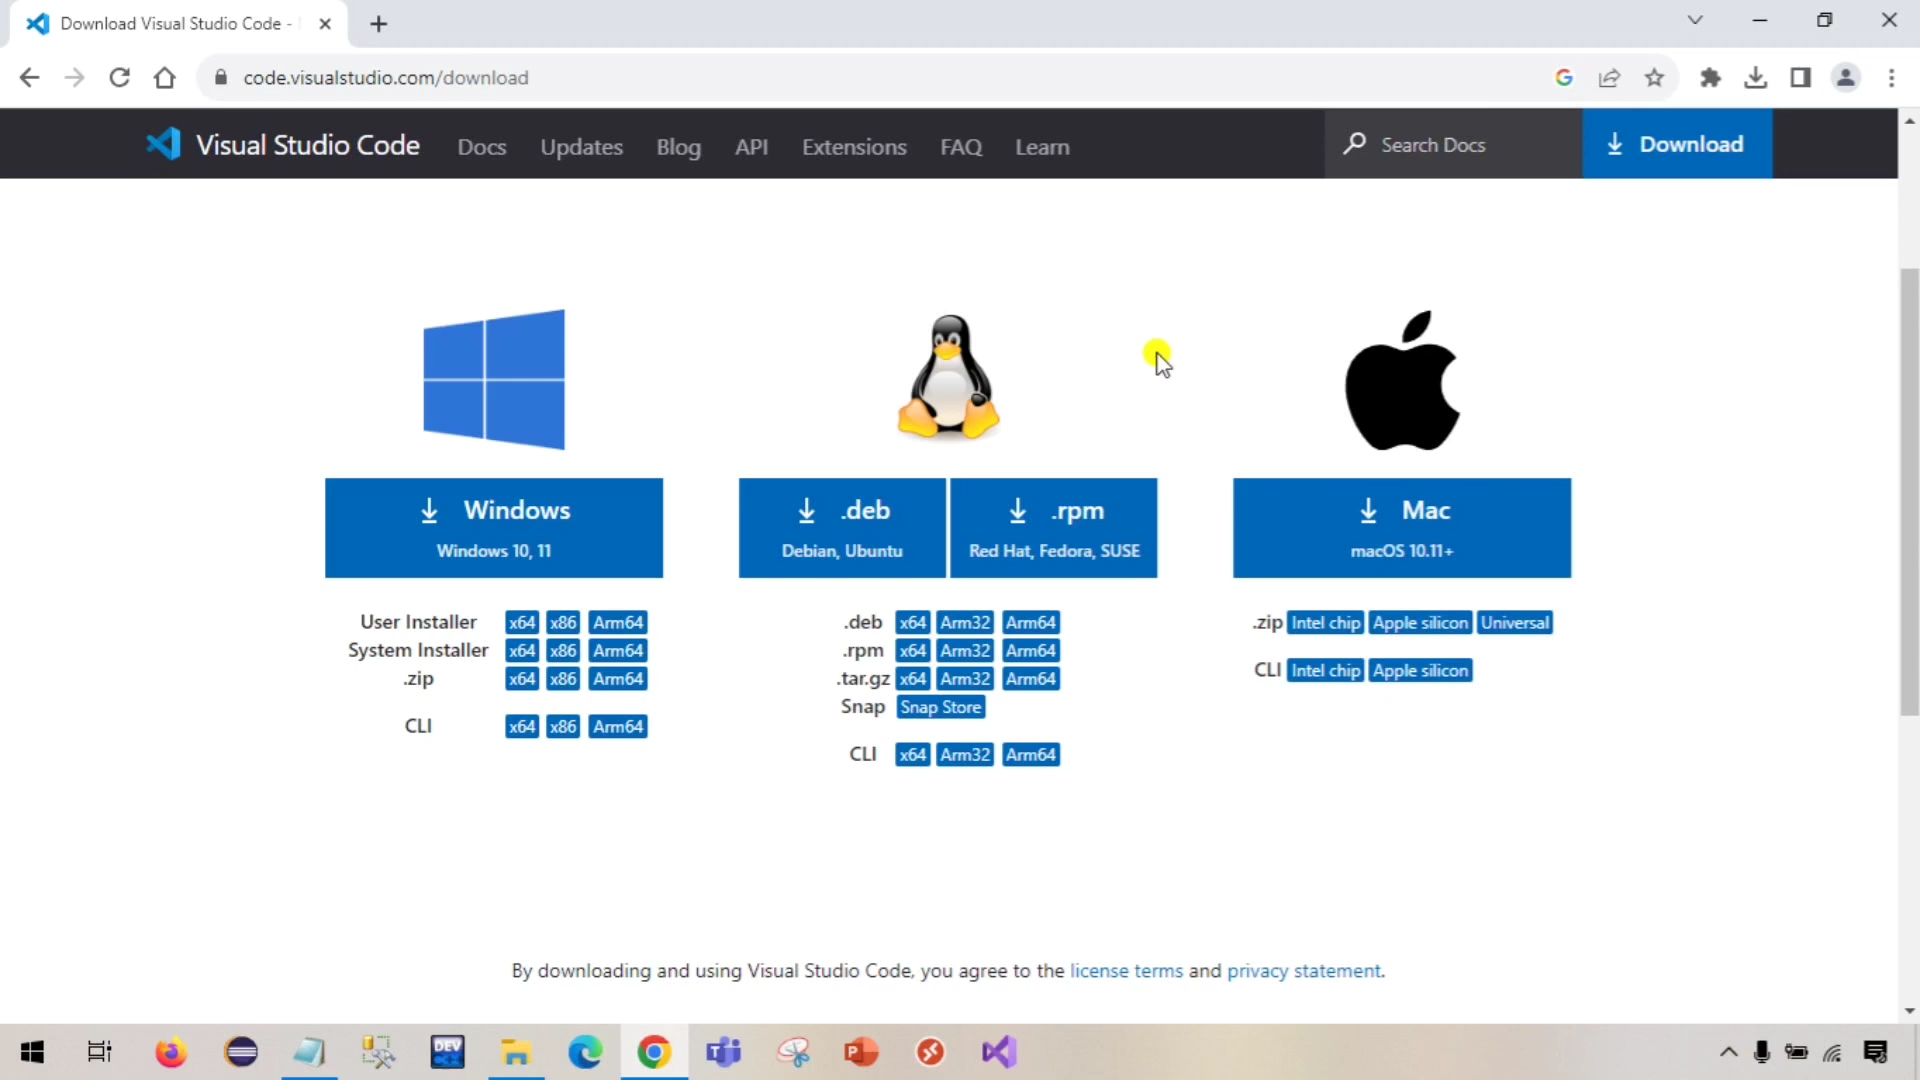 Download Visual Studio Code -
code.visualstudio.com/download
Visual Studio Code Docs Updates Blog API Extensions FAQ Learn Search Docs Download
Windows
Windows 10, 11
.deb
Debian, Ubuntu
.rpm
Red Hat, Fedora, SUSE
Mac
macOS 10.11+
User Installer x64 x86 Arm64
System Installer x64 x86 Arm64
.zip x64 x86 Arm64
CLI x64 x86 Arm64
.deb x64 Arm32 Arm64
.rpm x64 Arm32 Arm64
.tar.gz x64 Arm32 Arm64
Snap Snap Store
CLI x64 Arm32 Arm64
.zip Intel chip Apple silicon Universal
CLI Intel chip Apple silicon
By downloading and using Visual Studio Code, you agree to the license terms and privacy statement.
DEV